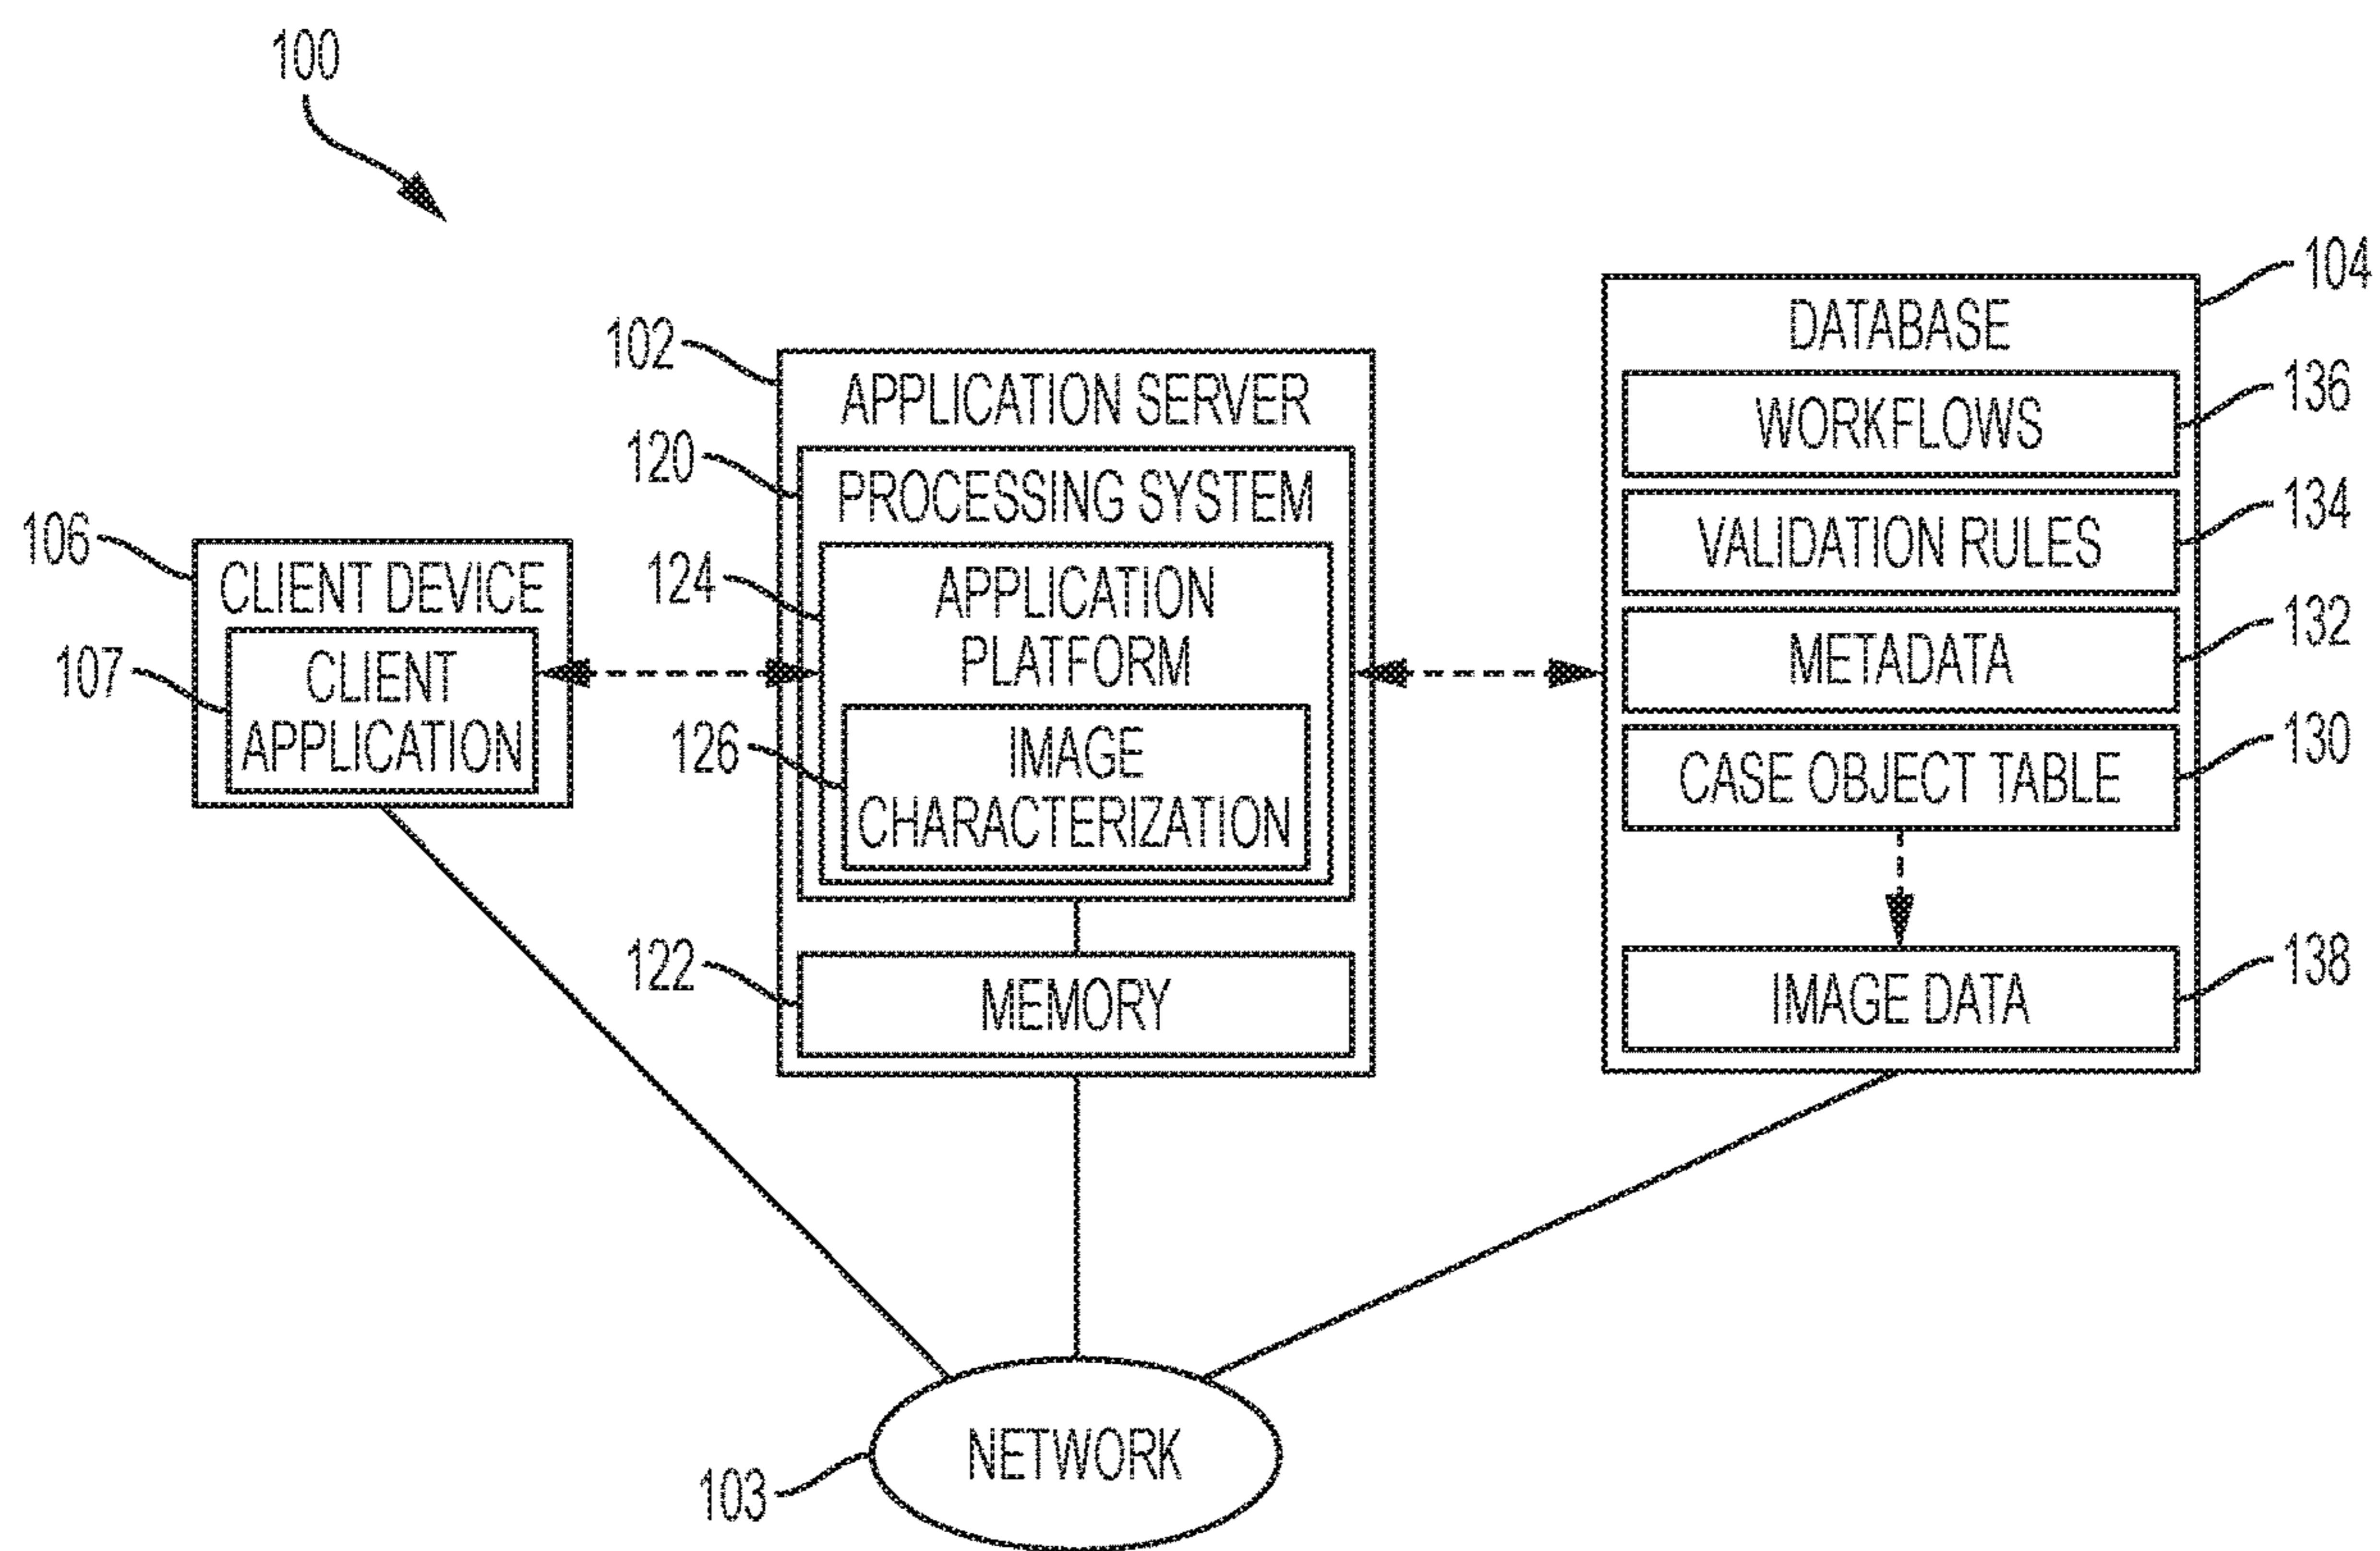 100
104
DATABASE
102
APPLICATION SERVER
136
WORKFLOWS
120
PROCESSING SYSTEM
134
VALIDATION RULES
106
CLIENT DEVICE
124
APPLICATION
PLATFORM
132
METADATA
107
CLIENT
APPLICATION
126
IMAGE
CHARACTERIZATION
130
CASE OBJECT TABLE
122
MEMORY
138
IMAGE DATA
103
NETWORK